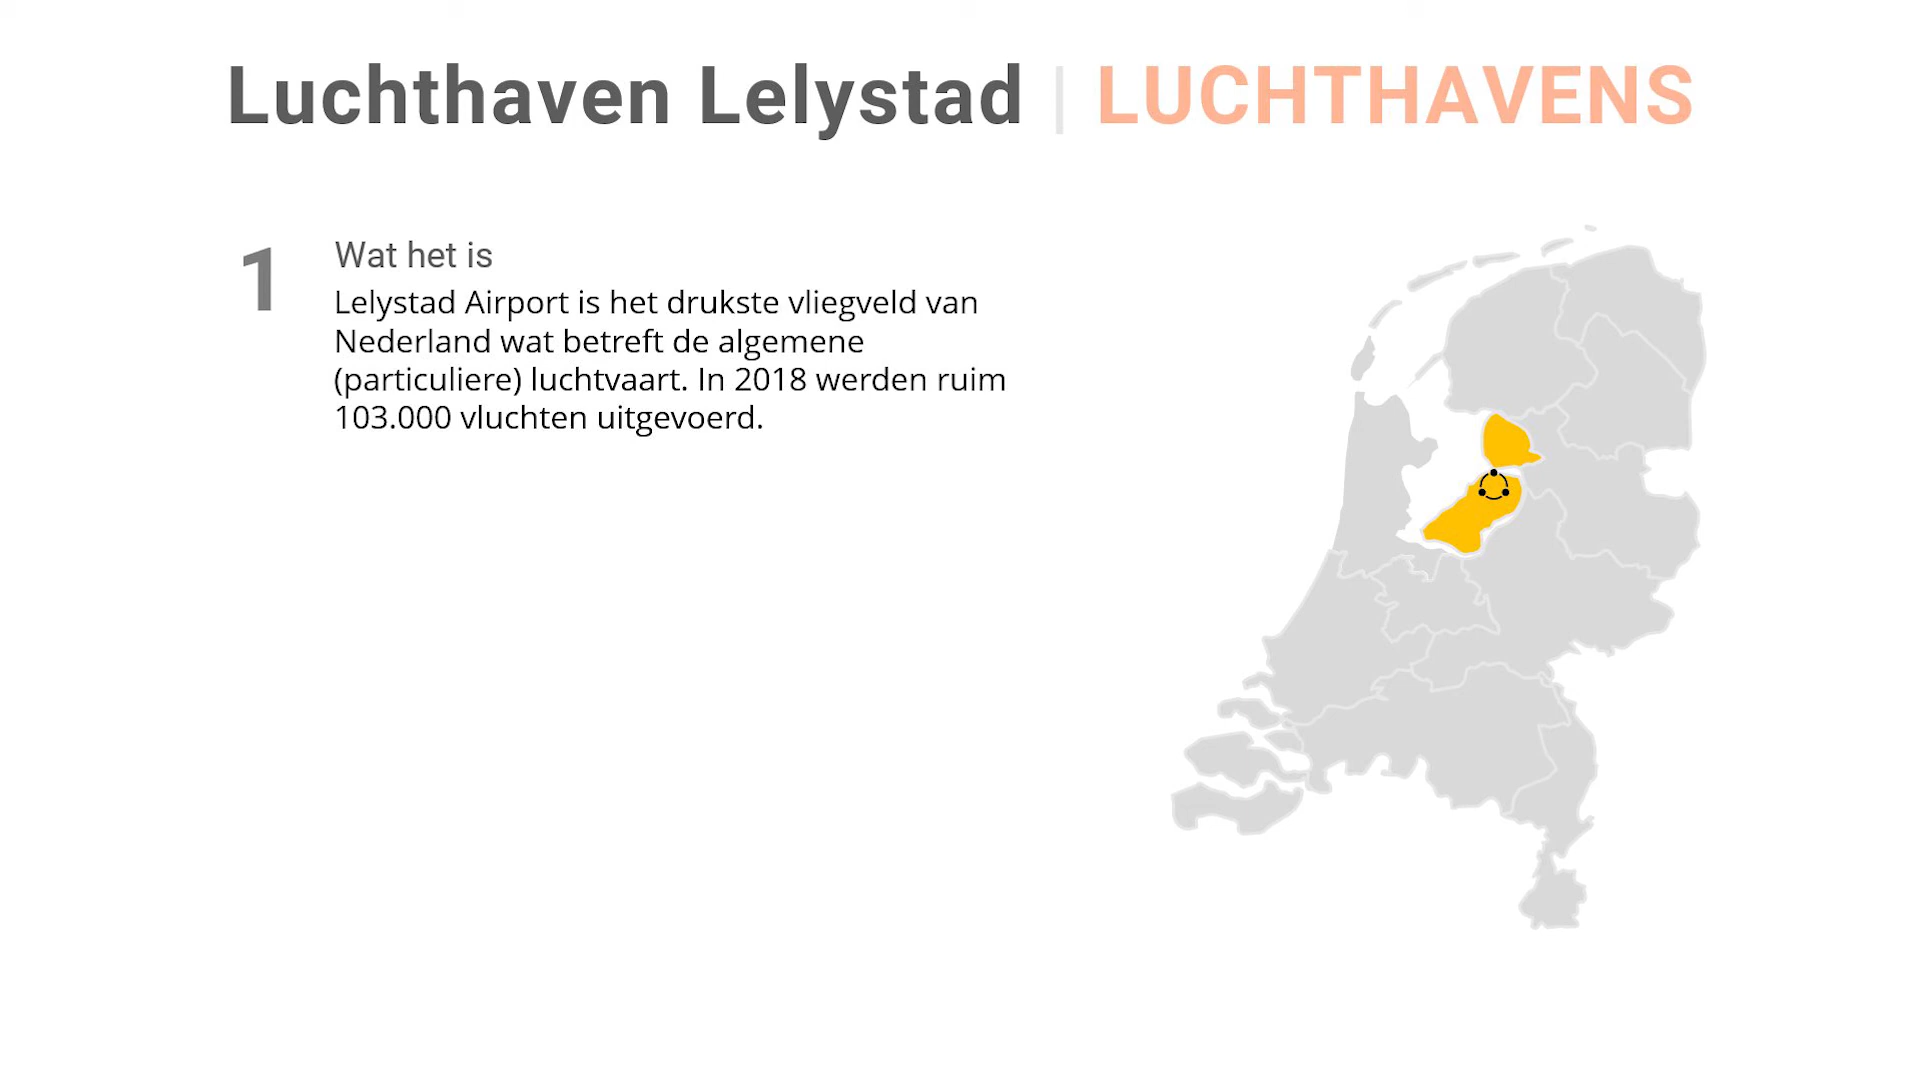 Luchthaven Lelystad | LUCHTHAVENS
1
Wat het is
Lelystad Airport is het drukste vliegveld van
Nederland wat betreft de algemene
(particuliere) luchtvaart. In 2018 werden ruim
103.000 vluchten uitgevoerd.